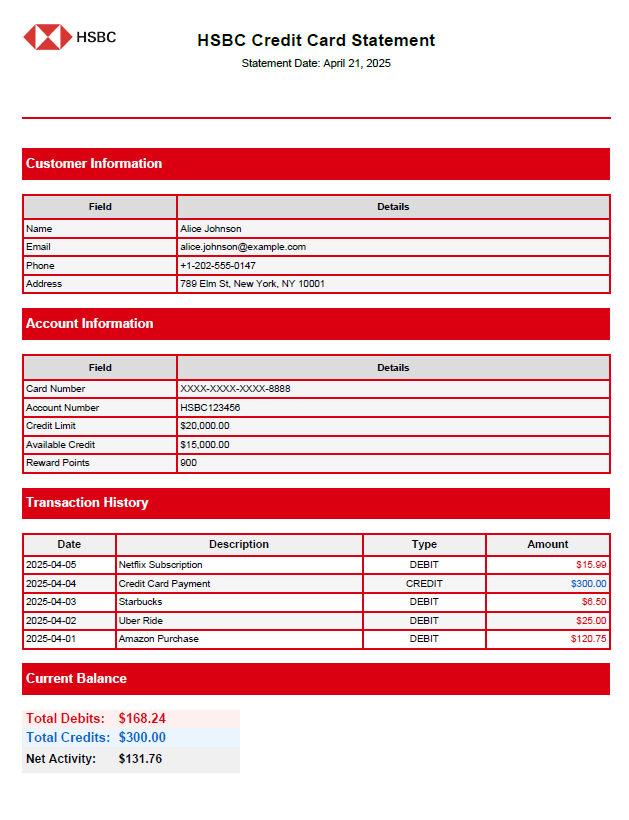 HSBC
HSBC Credit Card Statement
Statement Date: April 21, 2025
Customer Information
Field Details
Name Alice Johnson
Email alice.johnson@example.com
Phone +1-202-555-0147
Address 789 Elm St, New York, NY 10001
Account Information
Field Details
Card Number XXXX-XXXX-XXXX-8888
Account Number HSBC123456
Credit Limit $20,000.00
Available Credit $15,000.00
Reward Points 900
Transaction History
Date Description Type Amount
2025-04-05 Netflix Subscription DEBIT $15.99
2025-04-04 Credit Card Payment CREDIT $300.00
2025-04-03 Starbucks DEBIT $6.50
2025-04-02 Uber Ride DEBIT $25.00
2025-04-01 Amazon Purchase DEBIT $120.75
Current Balance
Total Debits: $168.24
Total Credits: $300.00
Net Activity: $131.76